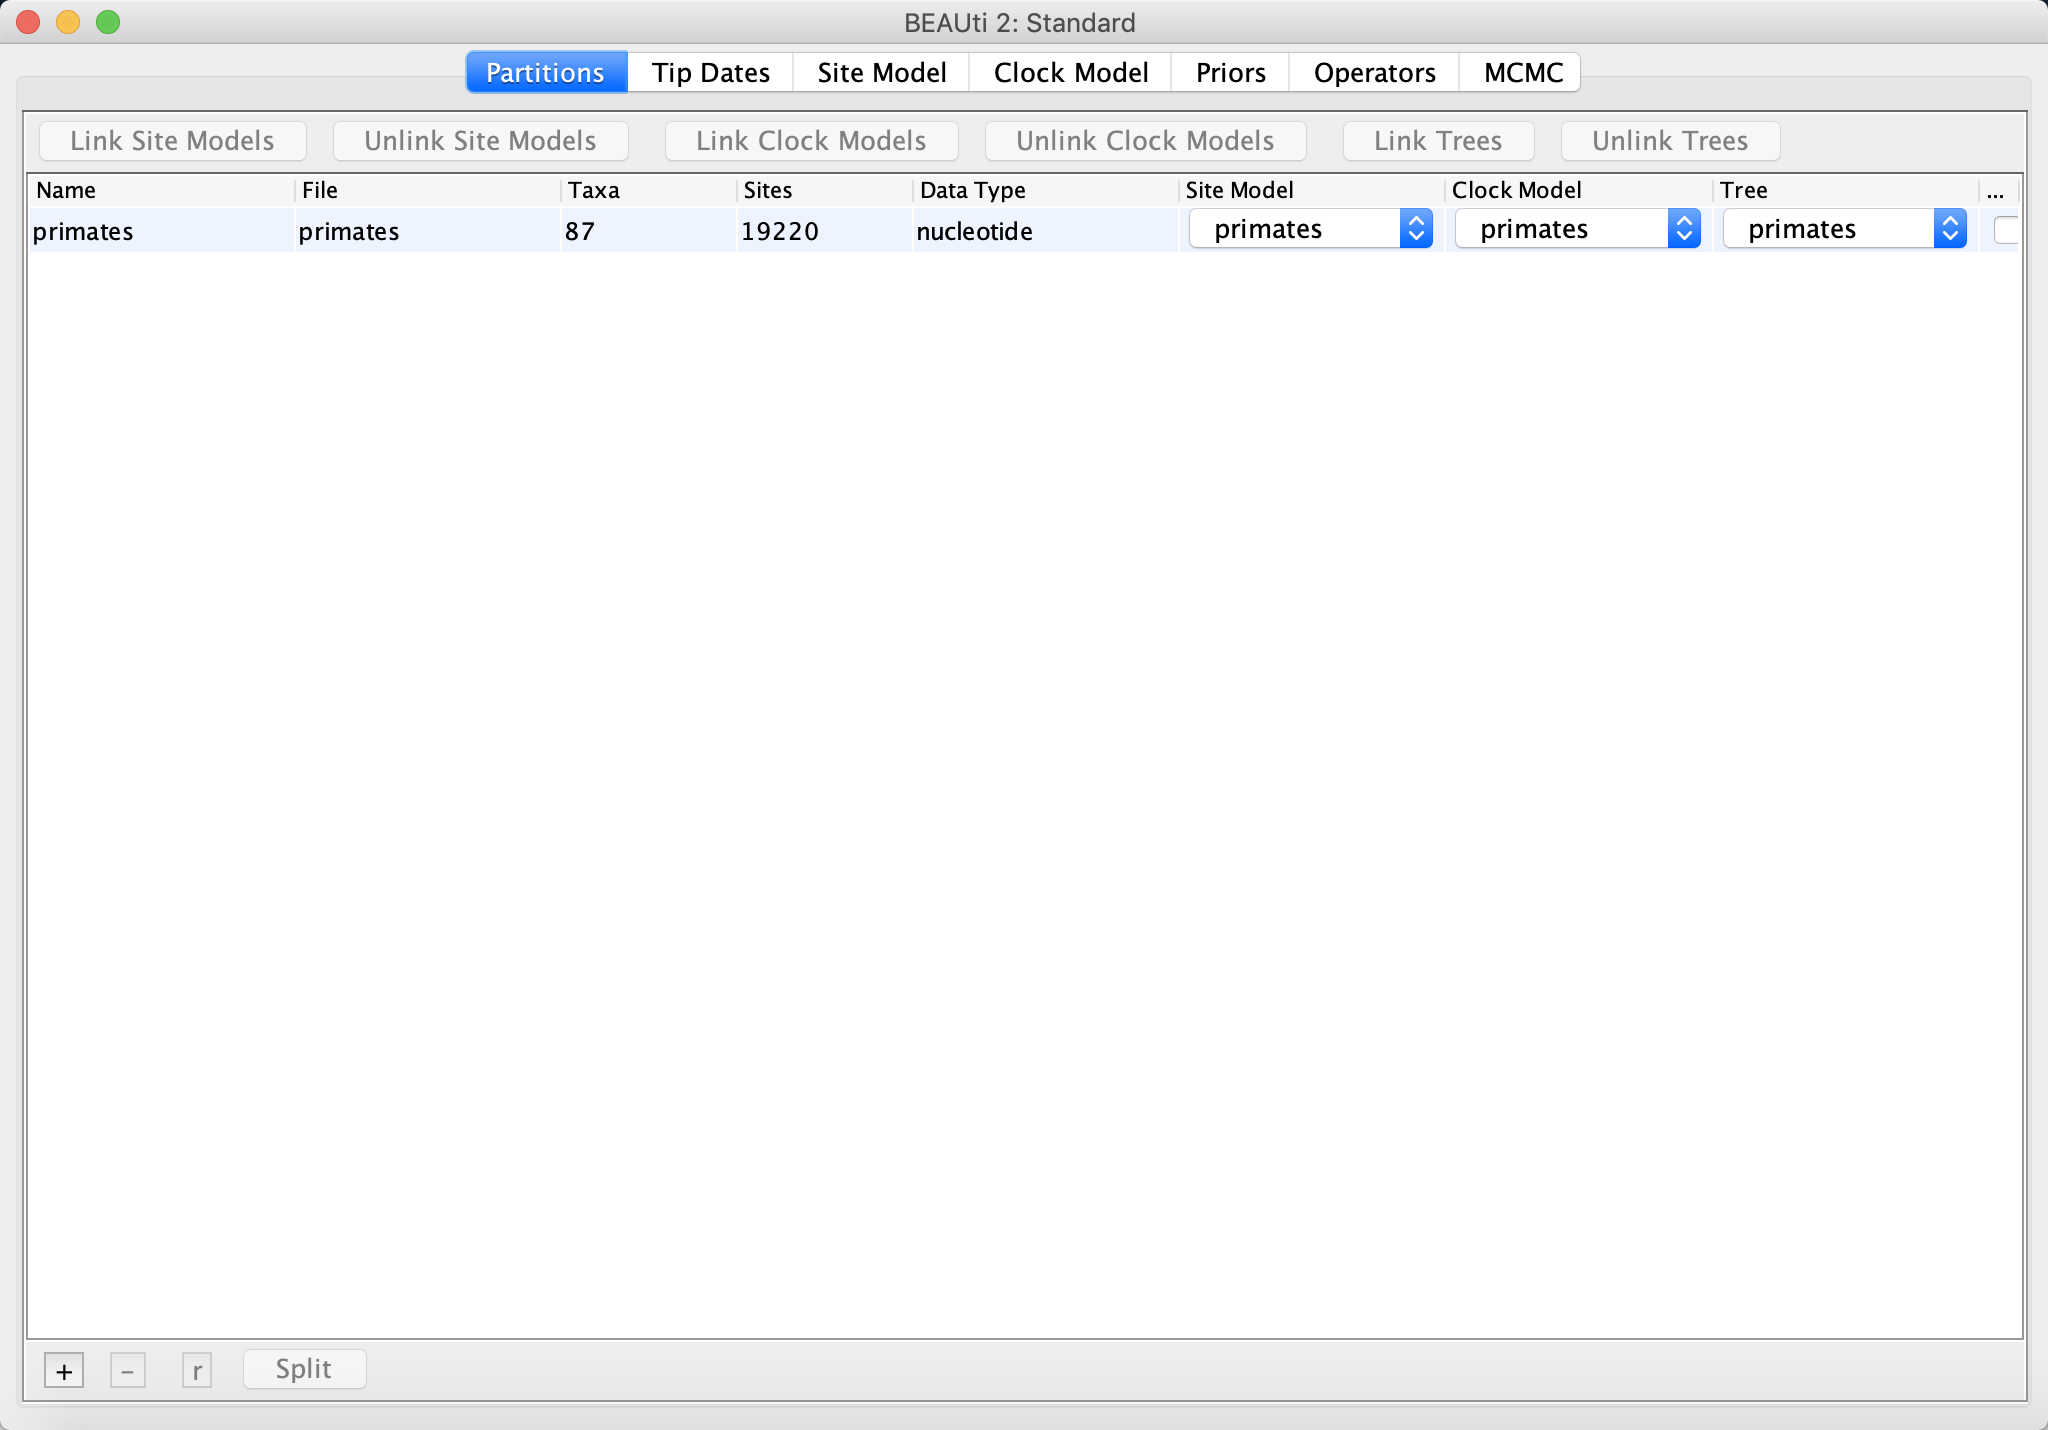 BEAUti 2: Standard
Partitions Tip Dates Site Model Clock Model Priors Operators MCMC
Link Site Models Unlink Site Models Link Clock Models Unlink Clock Models Link Trees Unlink Trees
Name File Taxa Sites Data Type Site Model Clock Model Tree ...
primates primates 87 19220 nucleotide primates primates primates
+ – r Split